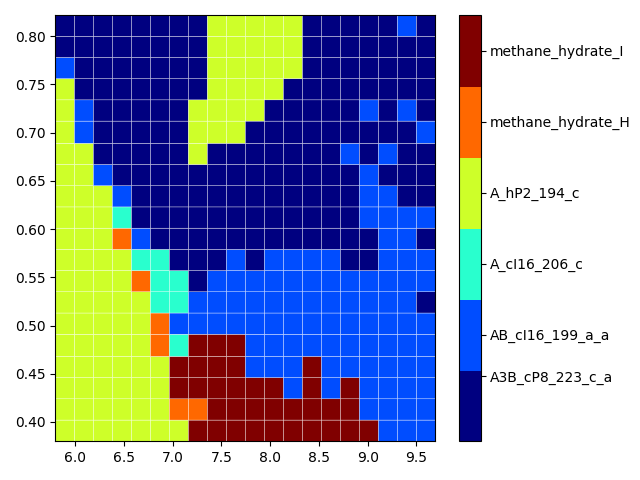 0.80
0.75
0.70
0.65
0.60
0.55
0.50
0.45
0.40
6.0 6.5 7.0 7.5 8.0 8.5 9.0 9.5
methane_hydrate_I
methane_hydrate_H
A_hP2_194_c
A_cI16_206_c
AB_cI16_199_a_a
A3B_cP8_223_c_a